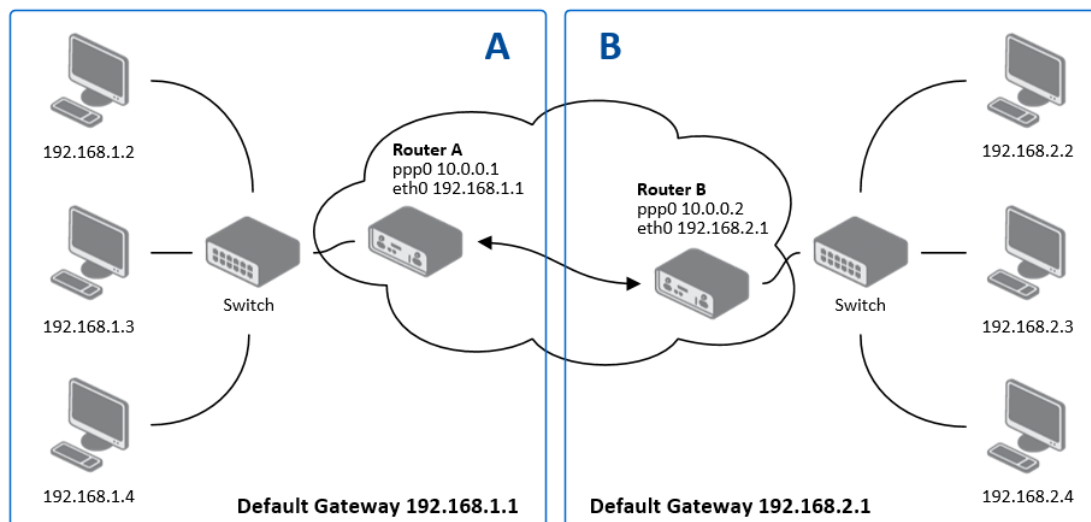 A
B
192.168.1.2
Router A
ppp0 10.0.0.1
eth0 192.168.1.1
192.168.2.2
Router B
ppp0 10.0.0.2
eth0 192.168.2.1
Switch
192.168.1.3
Switch
192.168.2.3
192.168.1.4
Default Gateway 192.168.1.1
Default Gateway 192.168.2.1
192.168.2.4